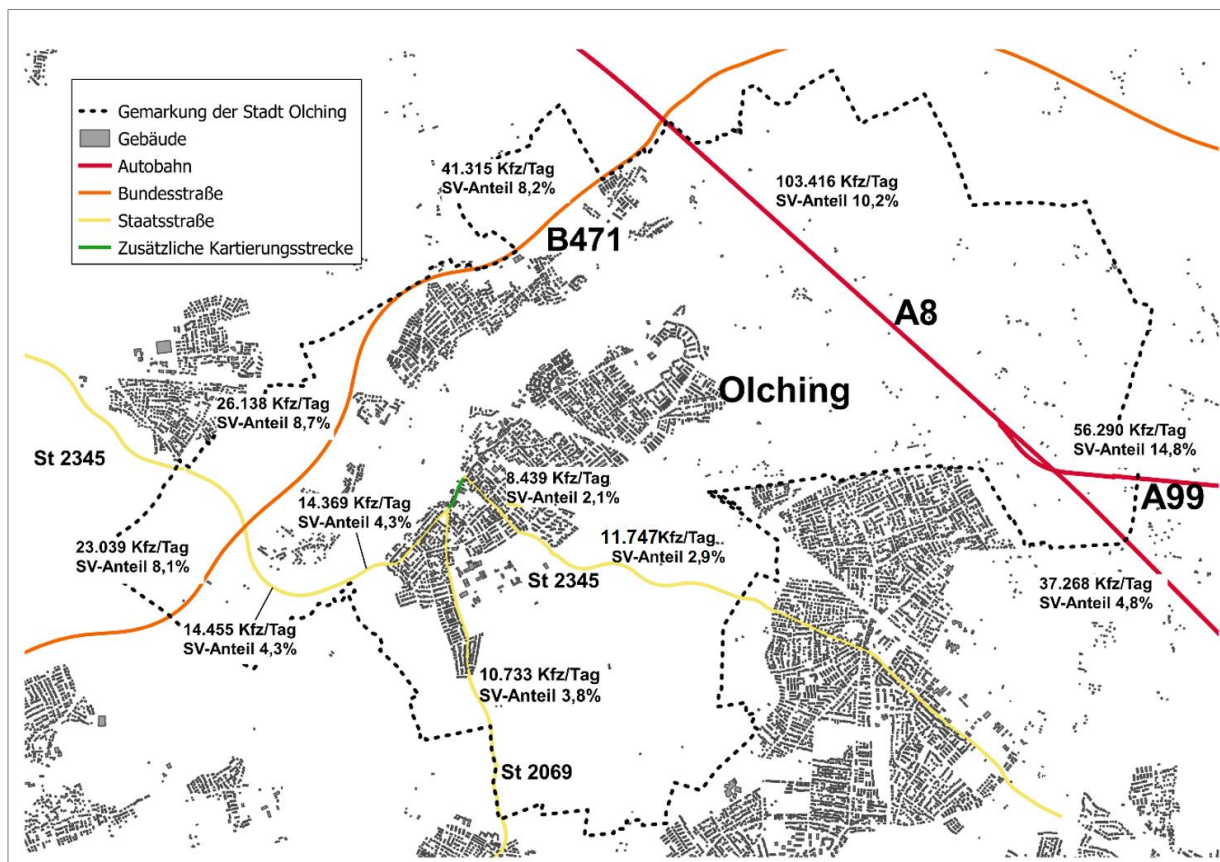 Gemarkung der Stadt Olching
Gebäude
Autobahn
Bundesstraße
Staatsstraße
Zusätzliche Kartierungsstrecke
41.315 Kfz/Tag
SV-Anteil 8,2%
103.416 Kfz/Tag
SV-Anteil 10,2%
B471
A8
Olching
26.138 Kfz/Tag
SV-Anteil 8,7%
St 2345
56.290 Kfz/Tag
SV-Anteil 14,8%
A99
8.439 Kfz/Tag
SV-Anteil 2,1%
14.369 Kfz/Tag
SV-Anteil 4,3%
11.747Kfz/Tag
SV-Anteil 2,9%
23.039 Kfz/Tag
SV-Anteil 8,1%
St 2345
37.268 Kfz/Tag
SV-Anteil 4,8%
14.455 Kfz/Tag
SV-Anteil 4,3%
10.733 Kfz/Tag
SV-Anteil 3,8%
St 2069